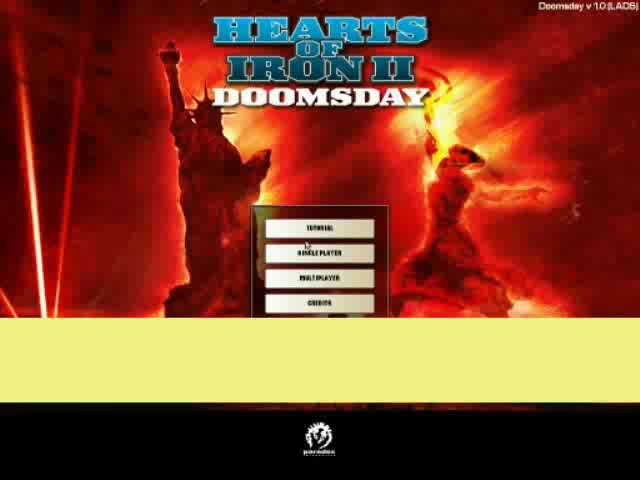 Doomsday v 1.0 (LADS)
HEARTS
OF
IRON II
DOOMSDAY
TUTORIAL
SINGLE PLAYER
MULTIPLAYER
CREDITS
paradox